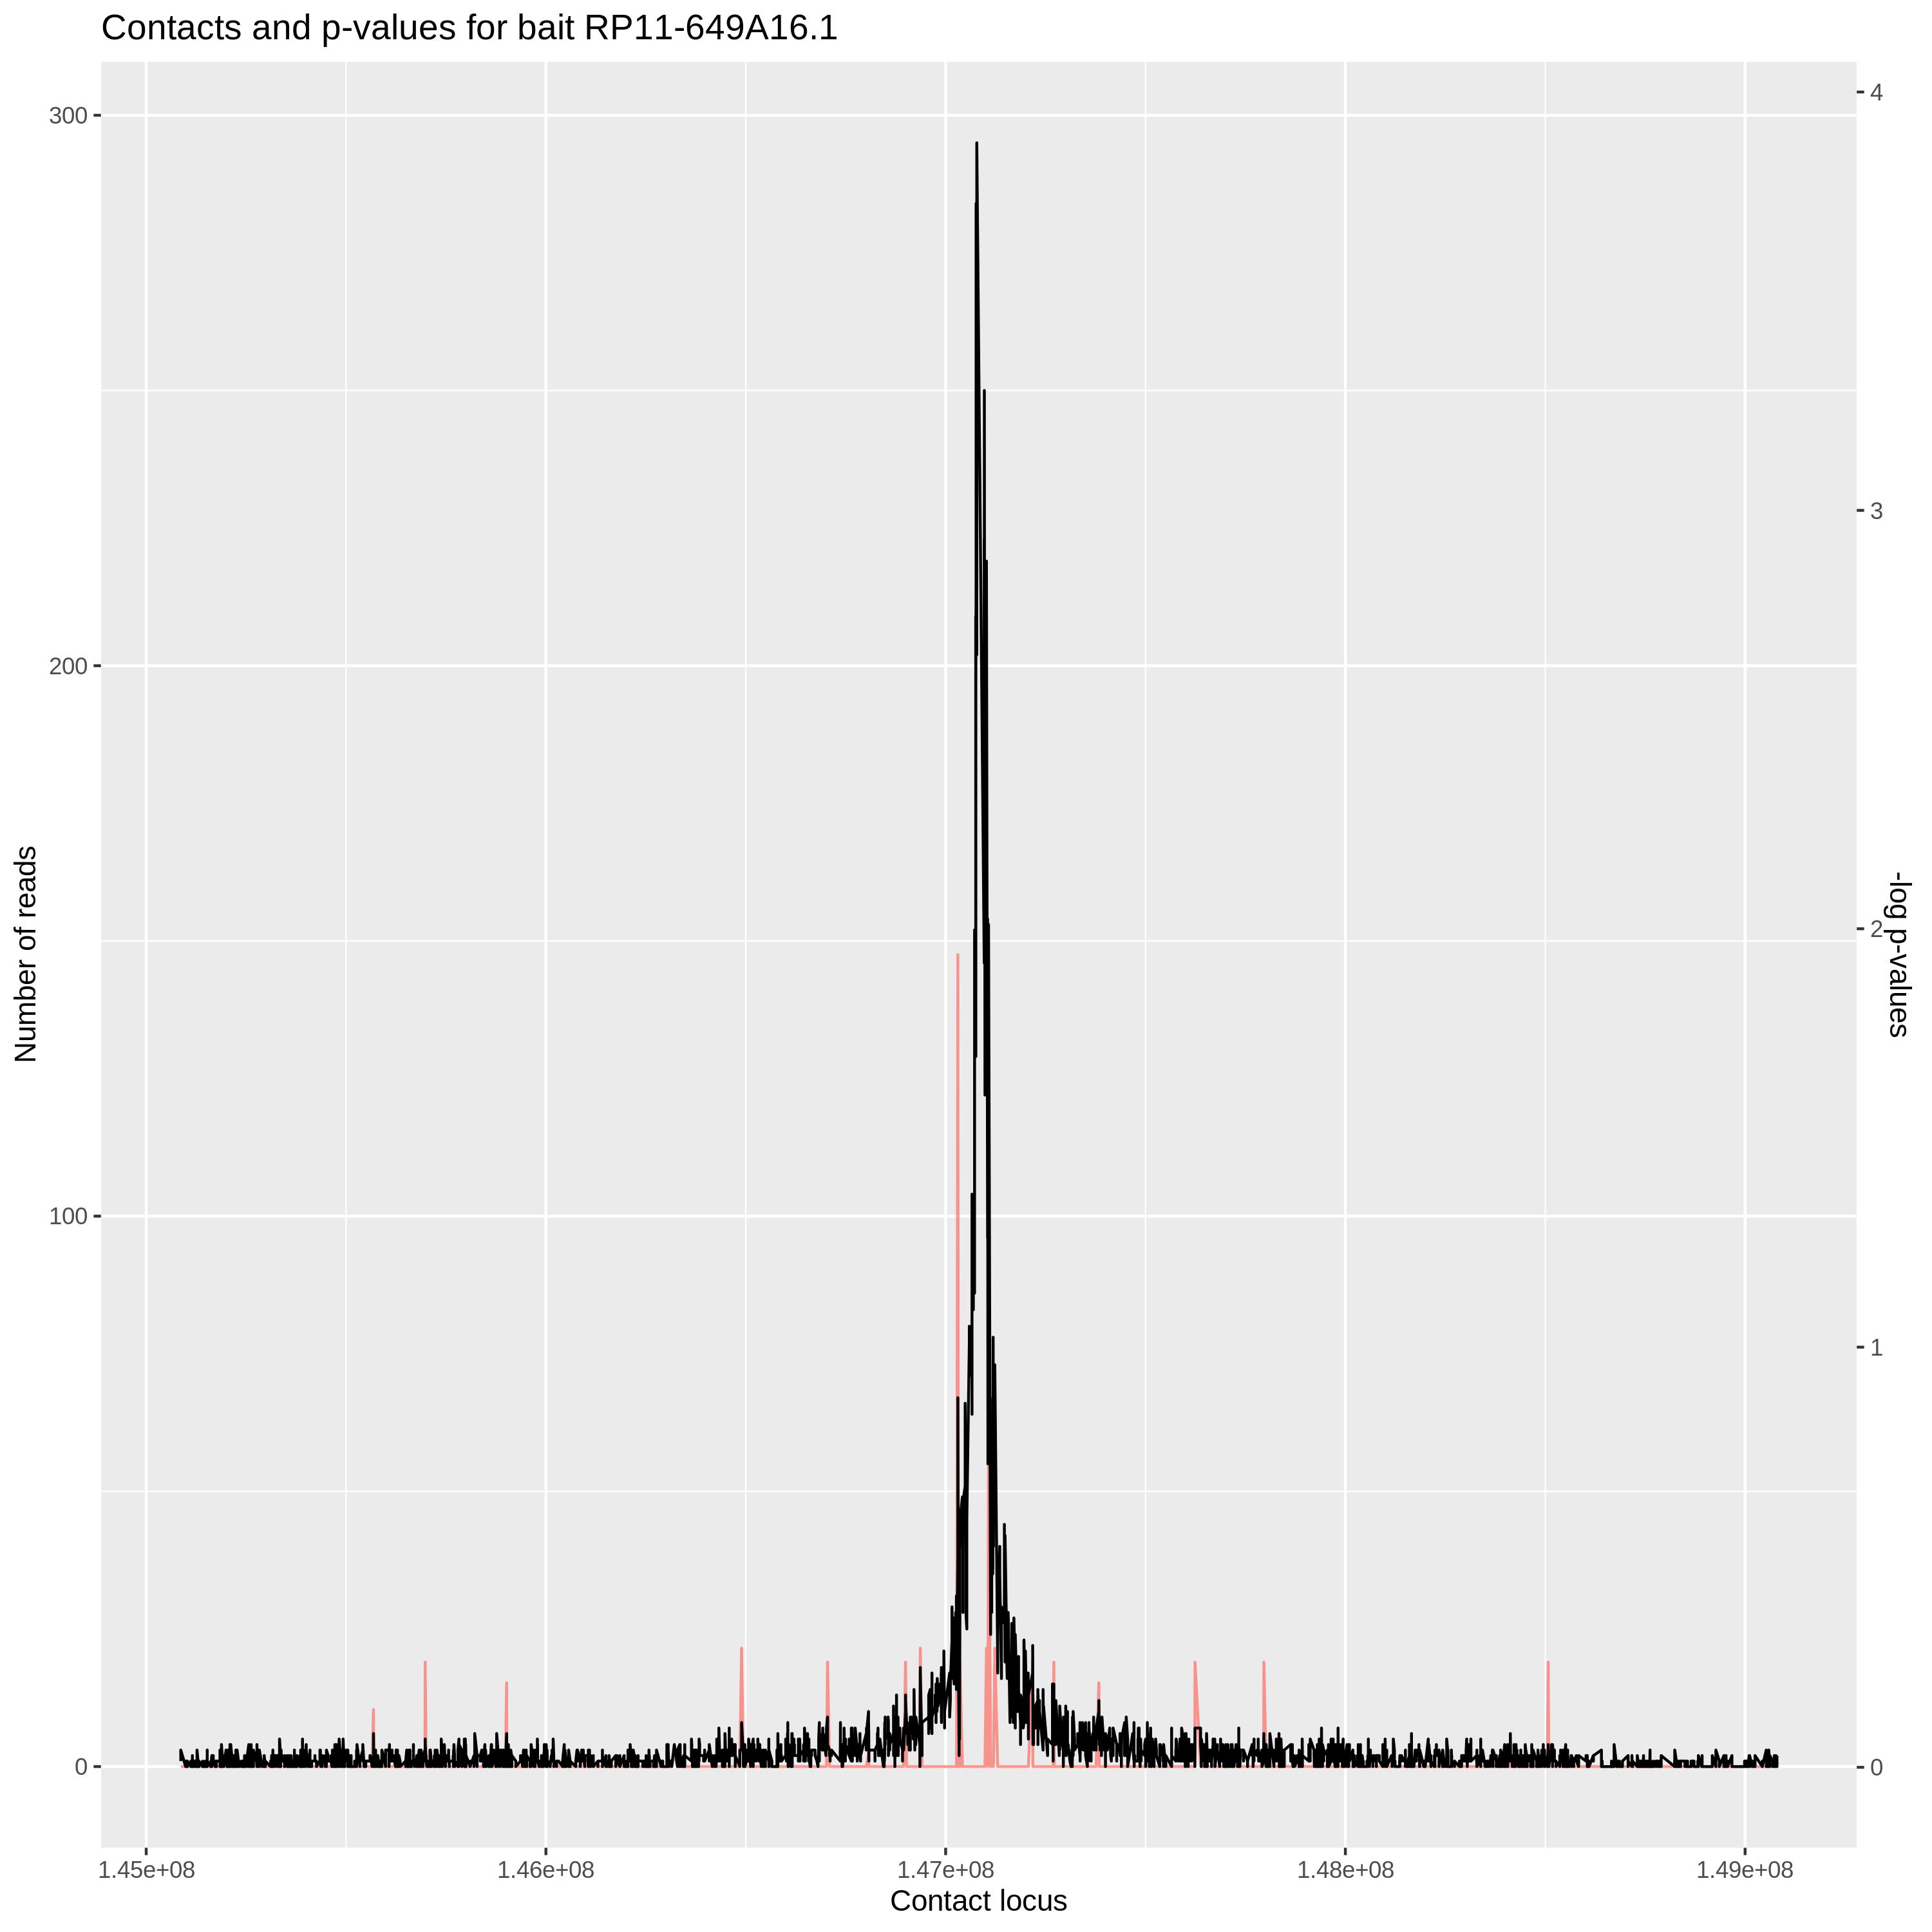 Contacts and p-values for bait RP11-649A16.1
300
200
100
0
Number of reads
4
3
2
1
0
-log p-values
1.45e+08
1.46e+08
1.47e+08
1.48e+08
1.49e+08
Contact locus